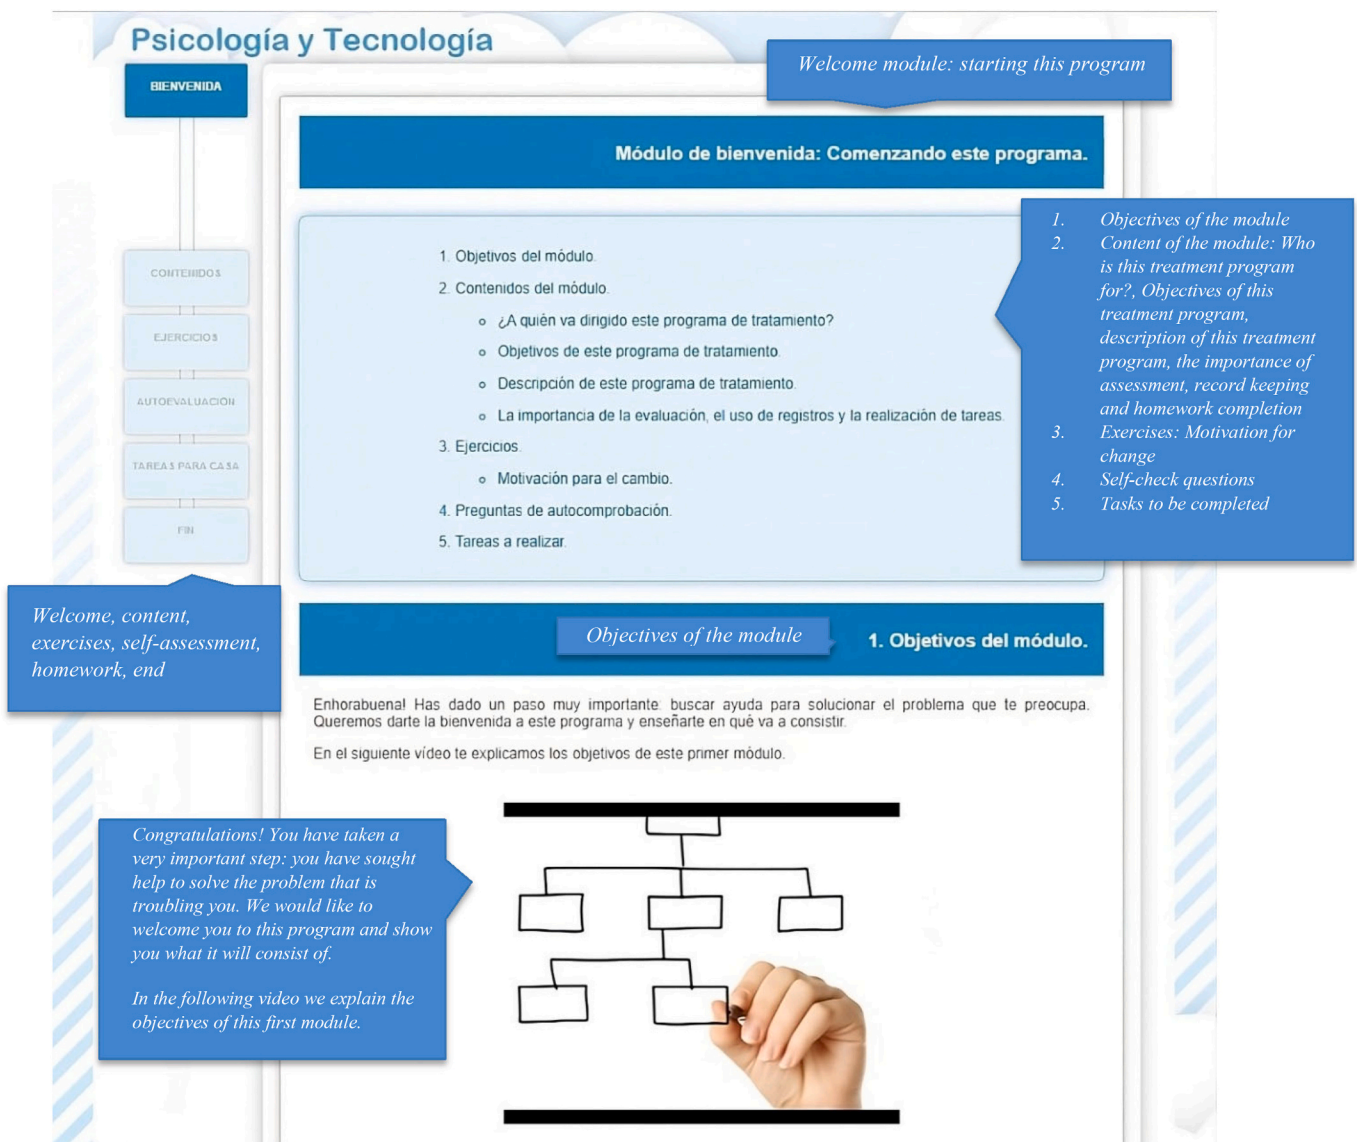 Psicología y Tecnología
Welcome module: starting this program
BIENVENIDA
Módulo de bienvenida: Comenzando este programa.
1. Objetivos del módulo.
2. Contenidos del módulo.
¿A quién va dirigido este programa de tratamiento?
Objetivos de este programa de tratamiento.
Descripción de este programa de tratamiento.
La importancia de la evaluación, el uso de registros y la realización de tareas.
3. Ejercicios.
Motivación para el cambio.
4. Preguntas de autocomprobación.
5. Tareas a realizar.
1. Objectives of the module
2. Content of the module: Who
is this treatment program
for?, Objectives of this
treatment program,
description of this treatment
program, the importance of
assessment, record keeping
and homework completion
3. Exercises: Motivation for
change
4. Self-check questions
5. Tasks to be completed
CONTENIDOS
EJERCICIOS
AUTOEVALUACIÓN
TAREAS PARA CASA
FIN
Welcome, content,
exercises, self-assessment,
homework, end
Objectives of the module
1. Objetivos del módulo.
Enhorabuena! Has dado un paso muy importante: buscar ayuda para solucionar el problema que te preocupa.
Queremos darte la bienvenida a este programa y enseñarte en qué va a consistir.
En el siguiente vídeo te explicamos los objetivos de este primer módulo.
Congratulations! You have taken a
very important step: you have sought
help to solve the problem that is
troubling you. We would like to
welcome you to this program and show
you what it will consist of.
In the following video we explain the
objectives of this first module.